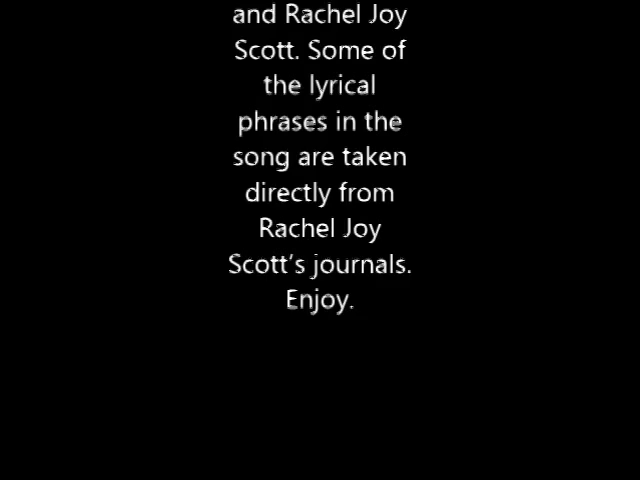 and Rachel Joy
Scott. Some of
the lyrical
phrases in the
song are taken
directly from
Rachel Joy
Scott’s journals.
Enjoy.